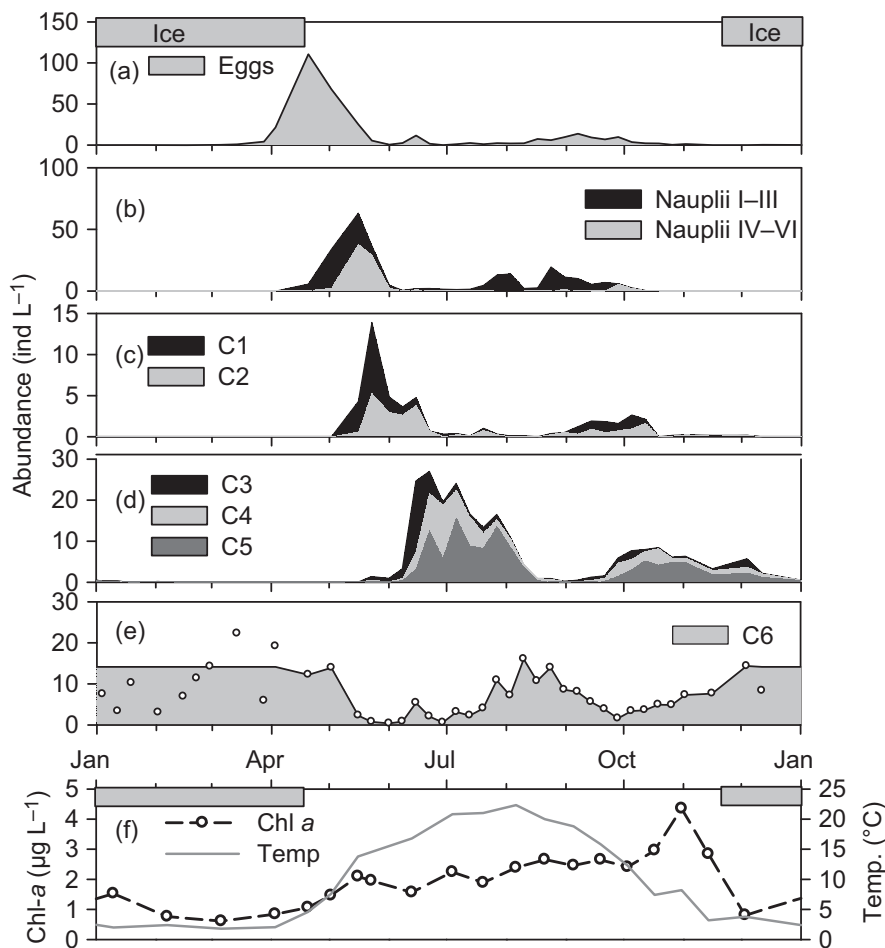 150
Ice
Ice
100
(a)
Eggs
50
0
100
Nauplii I–III
(b)
Nauplii IV–VI
50
0
15
C1
(c)
C2
10
5
0
30
C3
(d)
C4
C5
20
10
0
30
(e)
C6
20
10
0
Abundance (ind L⁻¹)
Jan Apr Jul Oct Jan
5 25
4 20
3 15
2 10
1 5
0 0
(f)
Chl a
Temp
Chl-a (µg L⁻¹)
Temp. (°C)